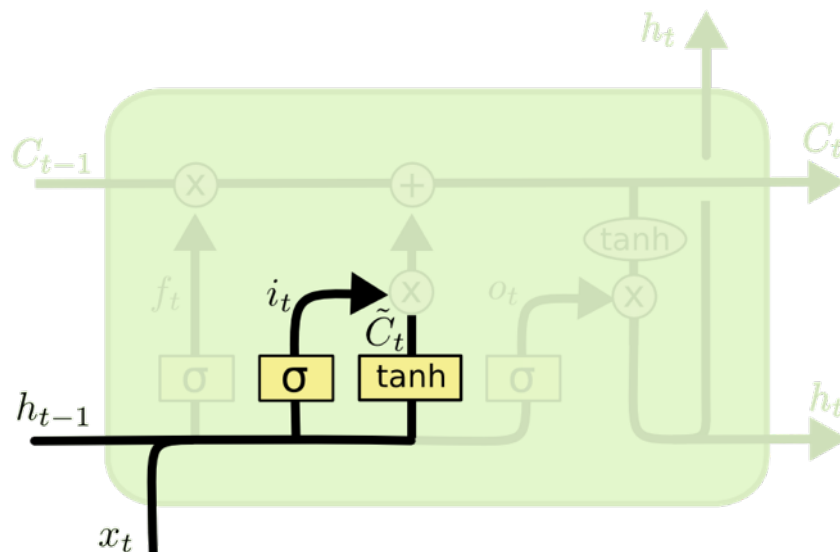 h_t
C_{t-1}
x
+
C_t
tanh
f_t
i_t
x
o_t
x
C̃_t
σ
σ
tanh
σ
h_{t-1}
h_t
x_t